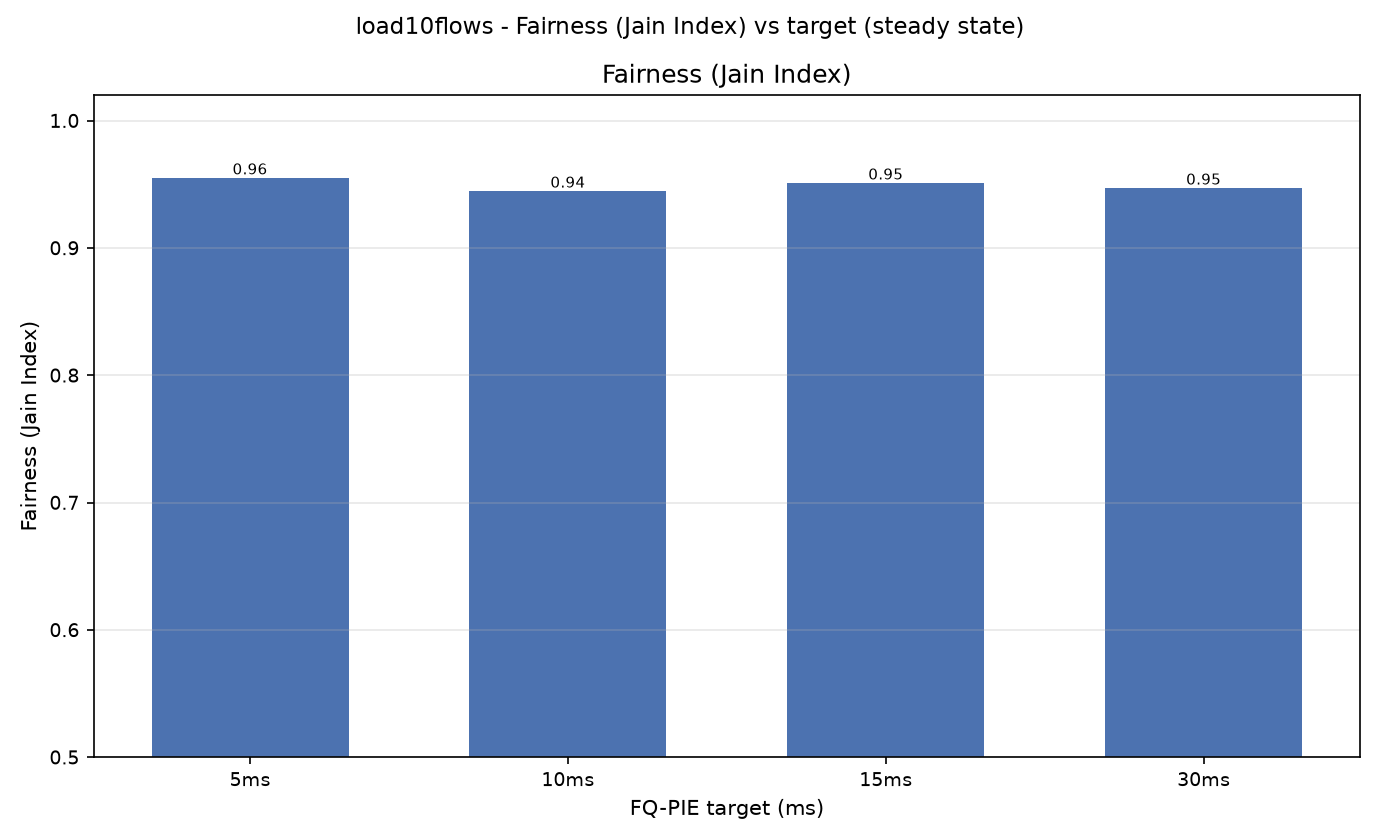 load10flows - Fairness (Jain Index) vs target (steady state)
Fairness (Jain Index)
Fairness (Jain Index)
1.0
0.9
0.8
0.7
0.6
0.5
0.96
0.94
0.95
0.95
5ms
10ms
15ms
30ms
FQ-PIE target (ms)